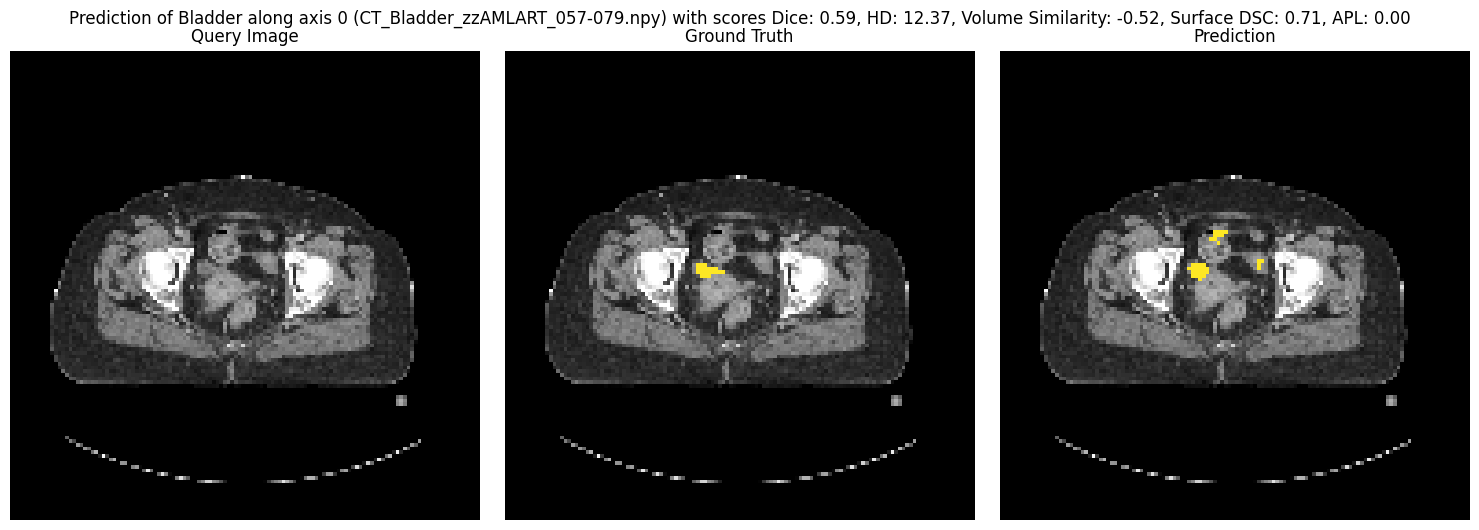 Prediction of Bladder along axis 0 (CT_Bladder_zzAMLART_057-079.npy) with scores Dice: 0.59, HD: 12.37, Volume Similarity: -0.52, Surface DSC: 0.71, APL: 0.00
Query Image
Ground Truth
Prediction